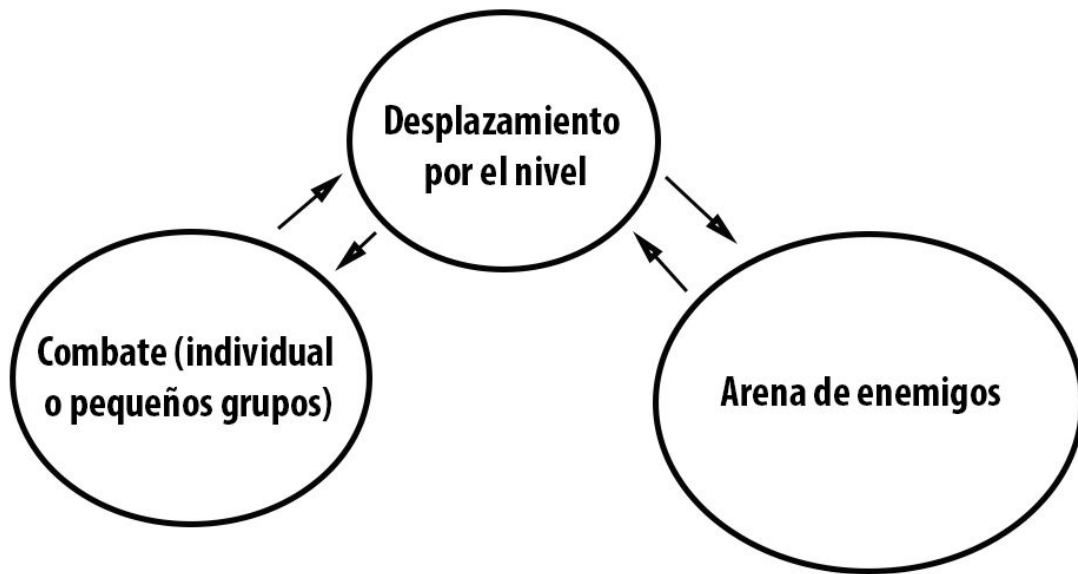 Desplazamiento
por el nivel
Combate (individual
o pequeños grupos)
Arena de enemigos